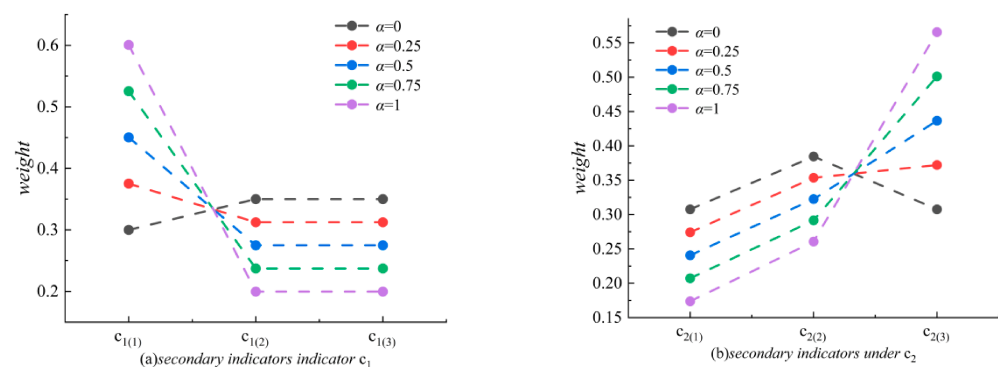 weight
0.6
0.5
0.4
0.3
0.2
α=0
α=0.25
α=0.5
α=0.75
α=1
c1(1) c1(2) c1(3)
(a)secondary indicators indicator c1
weight
0.55
0.50
0.45
0.40
0.35
0.30
0.25
0.20
0.15
α=0
α=0.25
α=0.5
α=0.75
α=1
c2(1) c2(2) c2(3)
(b)secondary indicators under c2